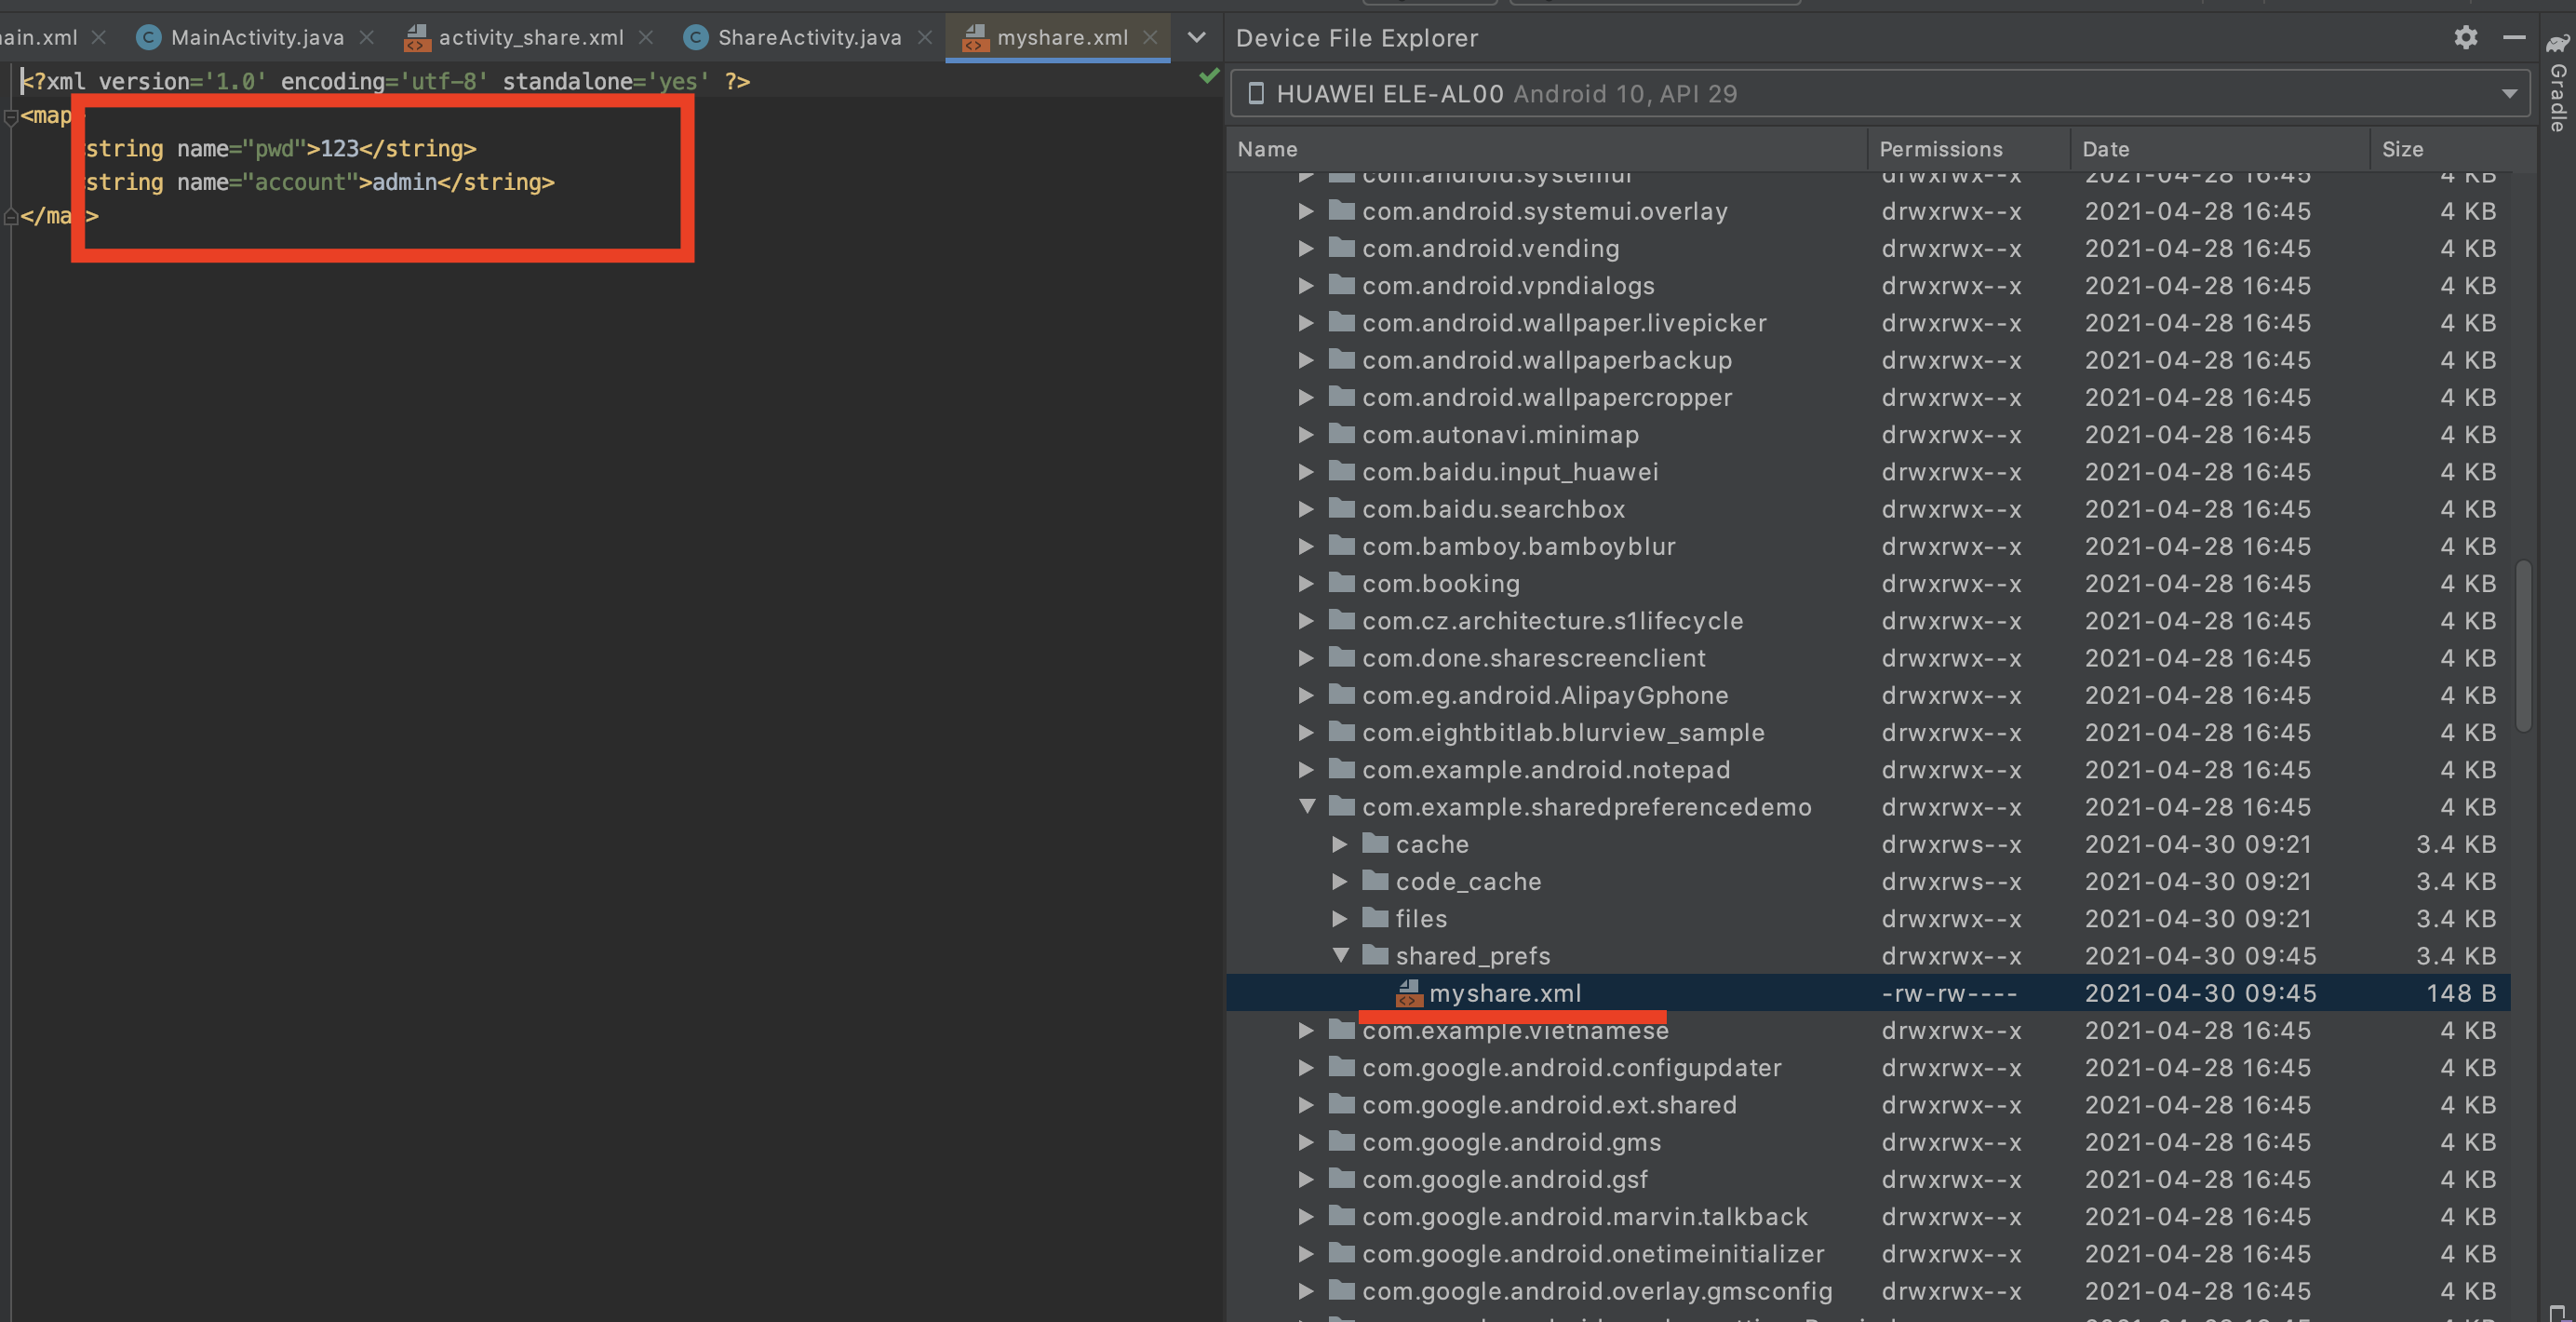 ain.xml MainActivity.java activity_share.xml ShareActivity.java myshare.xml
<?xml version='1.0' encoding='utf-8' standalone='yes' ?>
<map
string name="pwd">123</string>
string name="account">admin</string>
</ma >
Device File Explorer
HUAWEI ELE-AL00 Android 10, API 29
Name Permissions Date Size
com.android.systemui drwxrwx--x 2021-04-28 16:45 4 KB
com.android.systemui.overlay drwxrwx--x 2021-04-28 16:45 4 KB
com.android.vending drwxrwx--x 2021-04-28 16:45 4 KB
com.android.vpndialogs drwxrwx--x 2021-04-28 16:45 4 KB
com.android.wallpaper.livepicker drwxrwx--x 2021-04-28 16:45 4 KB
com.android.wallpaperbackup drwxrwx--x 2021-04-28 16:45 4 KB
com.android.wallpapercropper drwxrwx--x 2021-04-28 16:45 4 KB
com.autonavi.minimap drwxrwx--x 2021-04-28 16:45 4 KB
com.baidu.input_huawei drwxrwx--x 2021-04-28 16:45 4 KB
com.baidu.searchbox drwxrwx--x 2021-04-28 16:45 4 KB
com.bamboy.bamboyblur drwxrwx--x 2021-04-28 16:45 4 KB
com.booking drwxrwx--x 2021-04-28 16:45 4 KB
com.cz.architecture.s1lifecycle drwxrwx--x 2021-04-28 16:45 4 KB
com.done.sharescreenclient drwxrwx--x 2021-04-28 16:45 4 KB
com.eg.android.AlipayGphone drwxrwx--x 2021-04-28 16:45 4 KB
com.eightbitlab.blurview_sample drwxrwx--x 2021-04-28 16:45 4 KB
com.example.android.notepad drwxrwx--x 2021-04-28 16:45 4 KB
com.example.sharedpreferencedemo drwxrwx--x 2021-04-28 16:45 4 KB
cache drwxrws--x 2021-04-30 09:21 3.4 KB
code_cache drwxrws--x 2021-04-30 09:21 3.4 KB
files drwxrwx--x 2021-04-30 09:21 3.4 KB
shared_prefs drwxrwx--x 2021-04-30 09:45 3.4 KB
myshare.xml -rw-rw---- 2021-04-30 09:45 148 B
com.example.vietnamese drwxrwx--x 2021-04-28 16:45 4 KB
com.google.android.configupdater drwxrwx--x 2021-04-28 16:45 4 KB
com.google.android.ext.shared drwxrwx--x 2021-04-28 16:45 4 KB
com.google.android.gms drwxrwx--x 2021-04-28 16:45 4 KB
com.google.android.gsf drwxrwx--x 2021-04-28 16:45 4 KB
com.google.android.marvin.talkback drwxrwx--x 2021-04-28 16:45 4 KB
com.google.android.onetimeinitializer drwxrwx--x 2021-04-28 16:45 4 KB
com.google.android.overlay.gmsconfig drwxrwx--x 2021-04-28 16:45 4 KB
Gradle